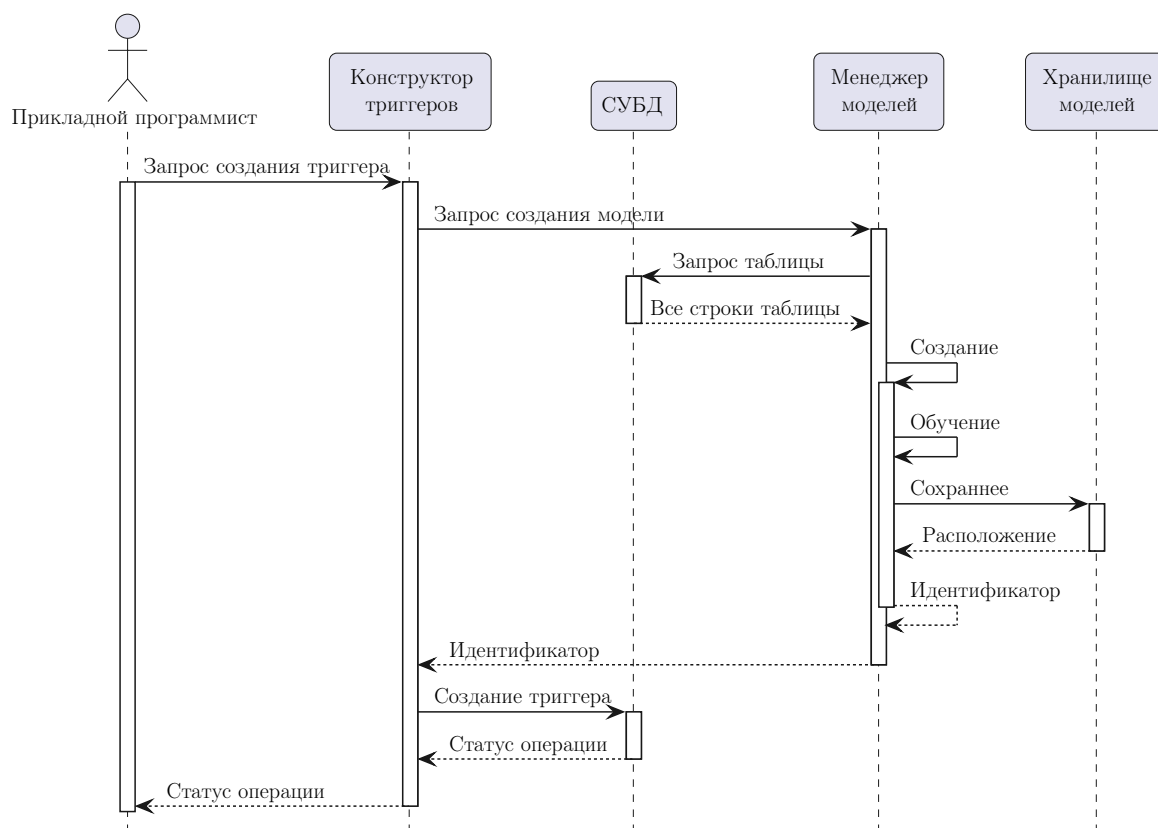 Прикладной программист
Конструктор
триггеров
СУБД
Менеджер
моделей
Хранилище
моделей
Запрос создания триггера
Запрос создания модели
Запрос таблицы
Все строки таблицы
Создание
Обучение
Сохраннее
Расположение
Идентификатор
Идентификатор
Создание триггера
Статус операции
Статус операции